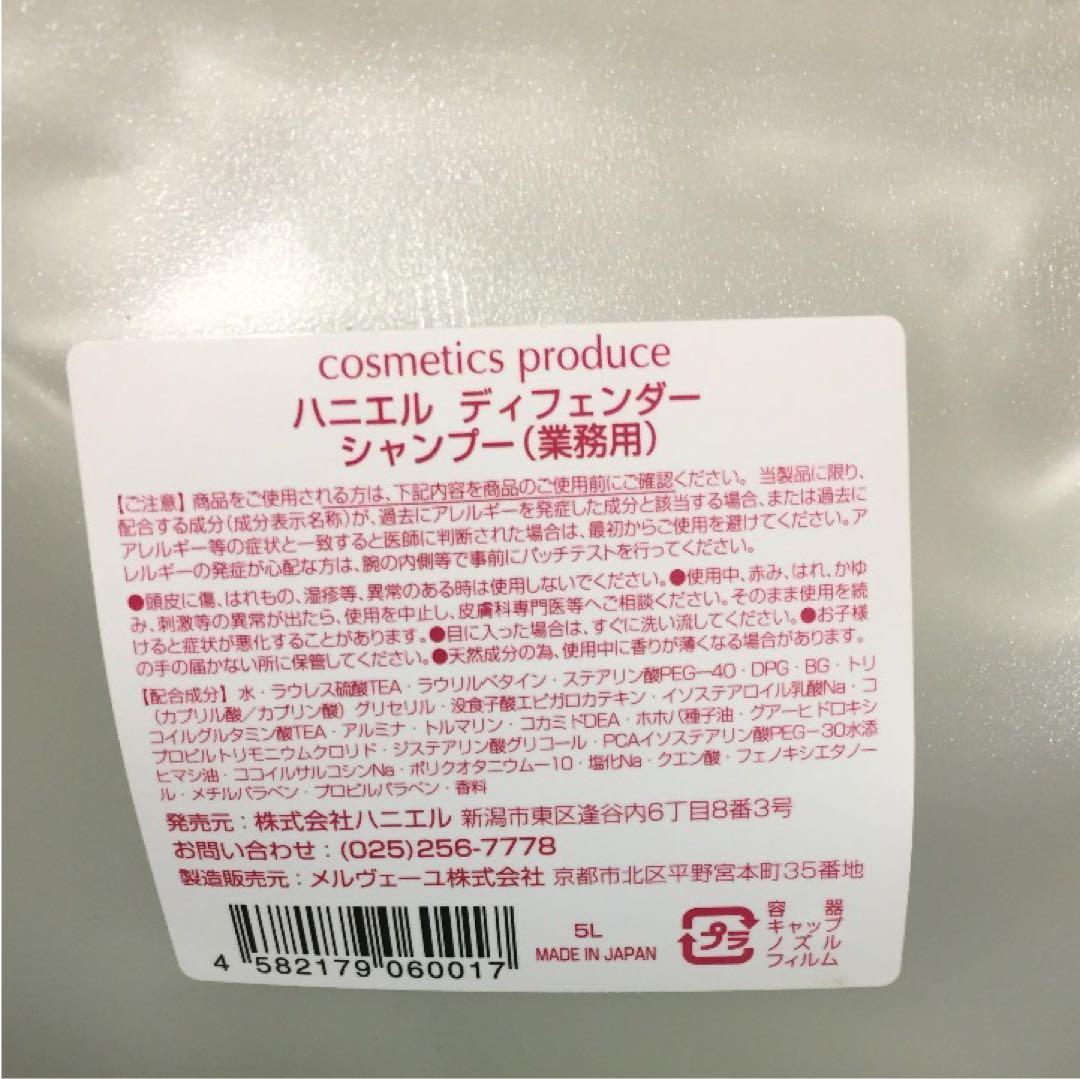 cosmetics produce
ハニエル ディフェンダー
シャンプー(業務用)
【ご注意】商品をご使用される方は、下記内容を商品のご使用前にご確認ください。当製品に限り、
配合する成分(成分表示名称)が、過去にアレルギーを発症した成分と該当する場合、または過去に
アレルギー等の症状と一致すると医師に判断された場合は、最初からご使用を避けてください。ア
レルギーの発症が心配な方は、腕の内側等で事前にパッチテストを行ってください。
●頭皮に傷、はれもの、湿疹等、異常のある時は使用しないでください。●使用中、赤み、はれ、かゆ
み、刺激等の異常が出たら、使用を中止し、皮膚科専門医等へご相談ください。そのまま使用を続
けると症状が悪化することがあります。●目に入った場合は、すぐに洗い流してください。●お子様
の手の届かない所に保管してください。●天然成分の為、使用中に香りが薄くなる場合があります。
【配合成分】水・ラウレス硫酸TEA・ラウリルベタイン・ステアリン酸PEG-40・DPG・BG・トリ
(カプリル酸/カプリン酸)グリセリル・没食子酸エピガロカテキン・イソステアロイル乳酸Na・コ
コイルグルタミン酸TEA・アルミナ・トルマリン・コカミドDEA・ホホバ種子油・グアーヒドロキシ
プロピルトリモニウムクロリド・ジステアリン酸グリコール・PCAイソステアリン酸PEG-30水添
ヒマシ油・ココイルサルコシンNa・ポリクオタニウム-10・塩化Na・クエン酸・フェノキシエタノー
ル・メチルパラベン・プロピルパラベン・香料
発売元:株式会社ハニエル 新潟市東区逢谷内6丁目8番3号
お問い合わせ:(025)256-7778
製造販売元:メルヴェーユ株式会社 京都市北区平野宮本町35番地
4 582179 060017
5L
MADE IN JAPAN
プラ
容器
キャップ
ノズル
フィルム